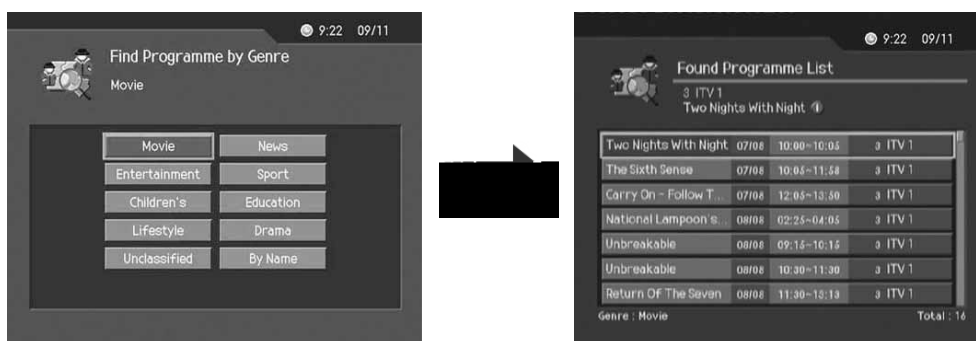 9:22 09/11
Find Programme by Genre
Movie
Movie News
Entertainment Sport
Children's Education
Lifestyle Drama
Unclassified By Name
9:22 09/11
Found Programme List
3 ITV 1
Two Nights With Night
Two Nights With Night 07/08 10:00~10:05 3 ITV 1
The Sixth Sense 07/08 10:05~11:58 3 ITV 1
Carry On - Follow T... 07/08 12:05~13:50 3 ITV 1
National Lampoon's... 08/08 02:25~04:05 3 ITV 1
Unbreakable 08/08 09:15~10:15 3 ITV 1
Unbreakable 08/08 10:30~11:30 3 ITV 1
Return Of The Seven 08/08 11:30~13:13 3 ITV 1
Genre : Movie Total : 16